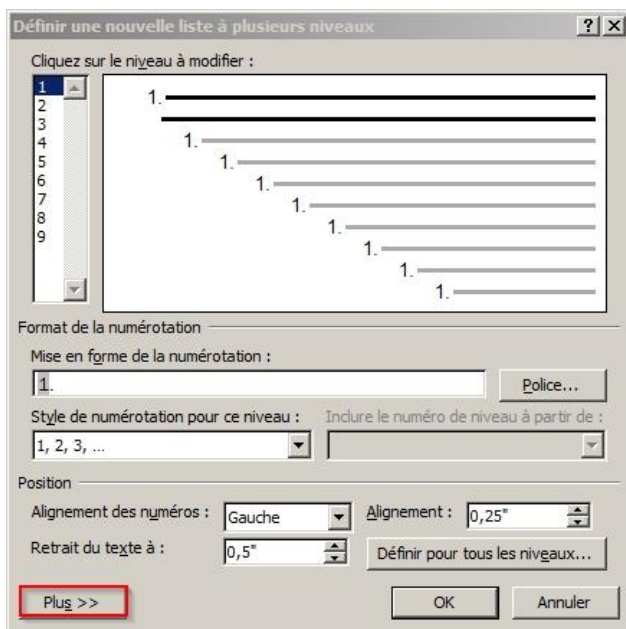 Définir une nouvelle liste à plusieurs niveaux
Cliquez sur le niveau à modifier :
1
2
3
4
5
6
7
8
9
1.
1.
1.
1.
1.
1.
1.
1.
1.
Format de la numérotation
Mise en forme de la numérotation :
1.
Police...
Style de numérotation pour ce niveau :
Inclure le numéro de niveau à partir de :
1, 2, 3, ...
Position
Alignement des numéros :
Gauche
Alignement :
0,25"
Retrait du texte à :
0,5"
Définir pour tous les niveaux...
Plus >>
OK
Annuler